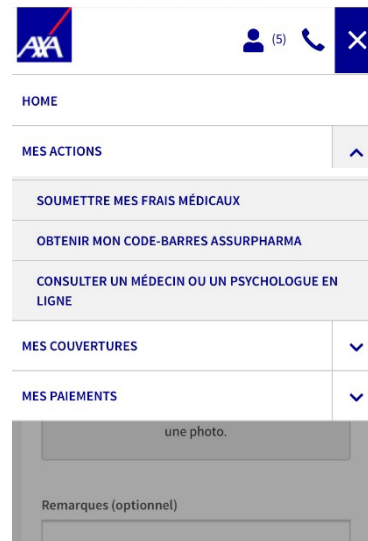 AXA
(5)
HOME
MES ACTIONS
SOUMETTRE MES FRAIS MÉDICAUX
OBTENIR MON CODE-BARRES ASSURPHARMA
CONSULTER UN MÉDECIN OU UN PSYCHOLOGUE EN
LIGNE
MES COUVERTURES
MES PAIEMENTS
une photo.
Remarques (optionnel)